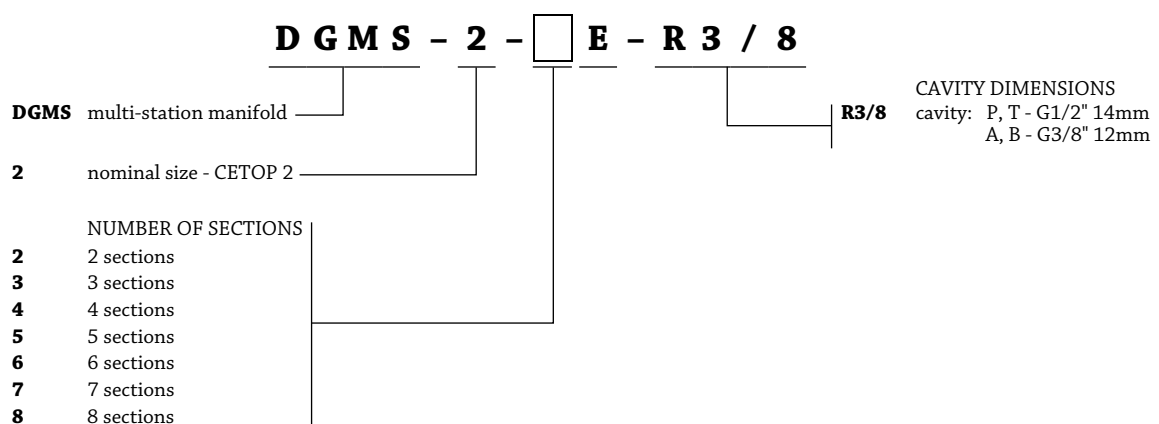 DGMS – 2 – E – R3/8
DGMS multi-station manifold
2 nominal size - CETOP 2
NUMBER OF SECTIONS
2 2 sections
3 3 sections
4 4 sections
5 5 sections
6 6 sections
7 7 sections
8 8 sections
CAVITY DIMENSIONS
R3/8 cavity: P, T - G1/2" 14mm
A, B - G3/8" 12mm